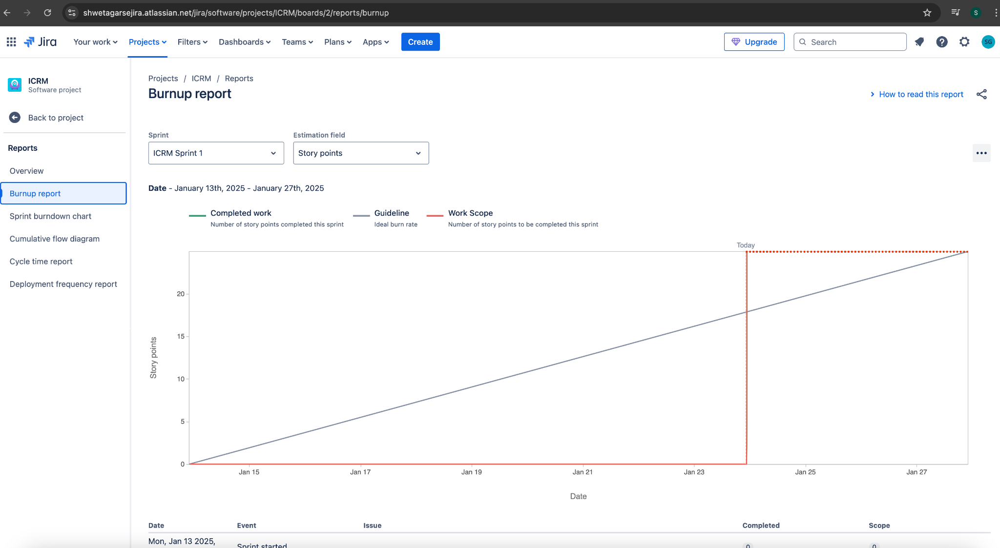 shwetagarsejira.atlassian.net/jira/software/projects/ICRM/boards/2/reports/burnup
S
Jira
Your work
Projects
Filters
Dashboards
Teams
Plans
Apps
Create
Upgrade
Search
SG
ICRM
Software project
Back to project
Reports
Overview
Burnup report
Sprint burndown chart
Cumulative flow diagram
Cycle time report
Deployment frequency report
Projects / ICRM / Reports
Burnup report
How to read this report
Sprint
ICRM Sprint 1
Estimation field
Story points
Date - January 13th, 2025 - January 27th, 2025
Completed work
Number of story points completed this sprint
Guideline
Ideal burn rate
Work Scope
Number of story points to be completed this sprint
Today
20
15
10
5
0
Story points
Jan 15
Jan 17
Jan 19
Jan 21
Jan 23
Jan 25
Jan 27
Date
Date Event Issue Completed Scope
Mon, Jan 13 2025,
Sprint started 0 0